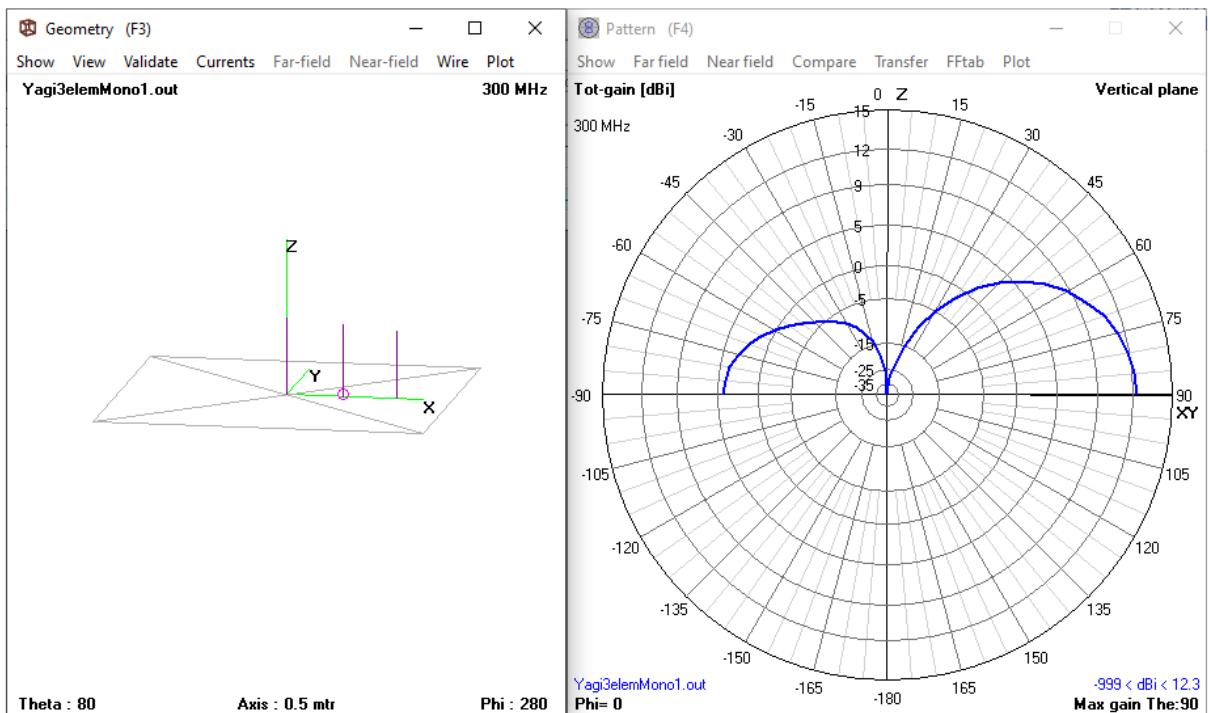 Geometry (F3)
Show View Validate Currents Far-field Near-field Wire Plot
Yagi3elemMono1.out 300 MHz
Z
Y
X
Theta : 80 Axis : 0.5 mtr Phi : 280
Pattern (F4)
Show Far field Near field Compare Transfer FFtab Plot
Tot-gain [dBi] Vertical plane
300 MHz
0 Z
-15 15
-30 30
-45 45
-60 60
-75 75
-90 90
XY
-105 105
-120 120
-135 135
-150 150
-165 165
-180
15
12
9
5
0
-5
-15
-25
-35
Yagi3elemMono1.out -999 < dBi < 12.3
Phi= 0 Max gain The:90